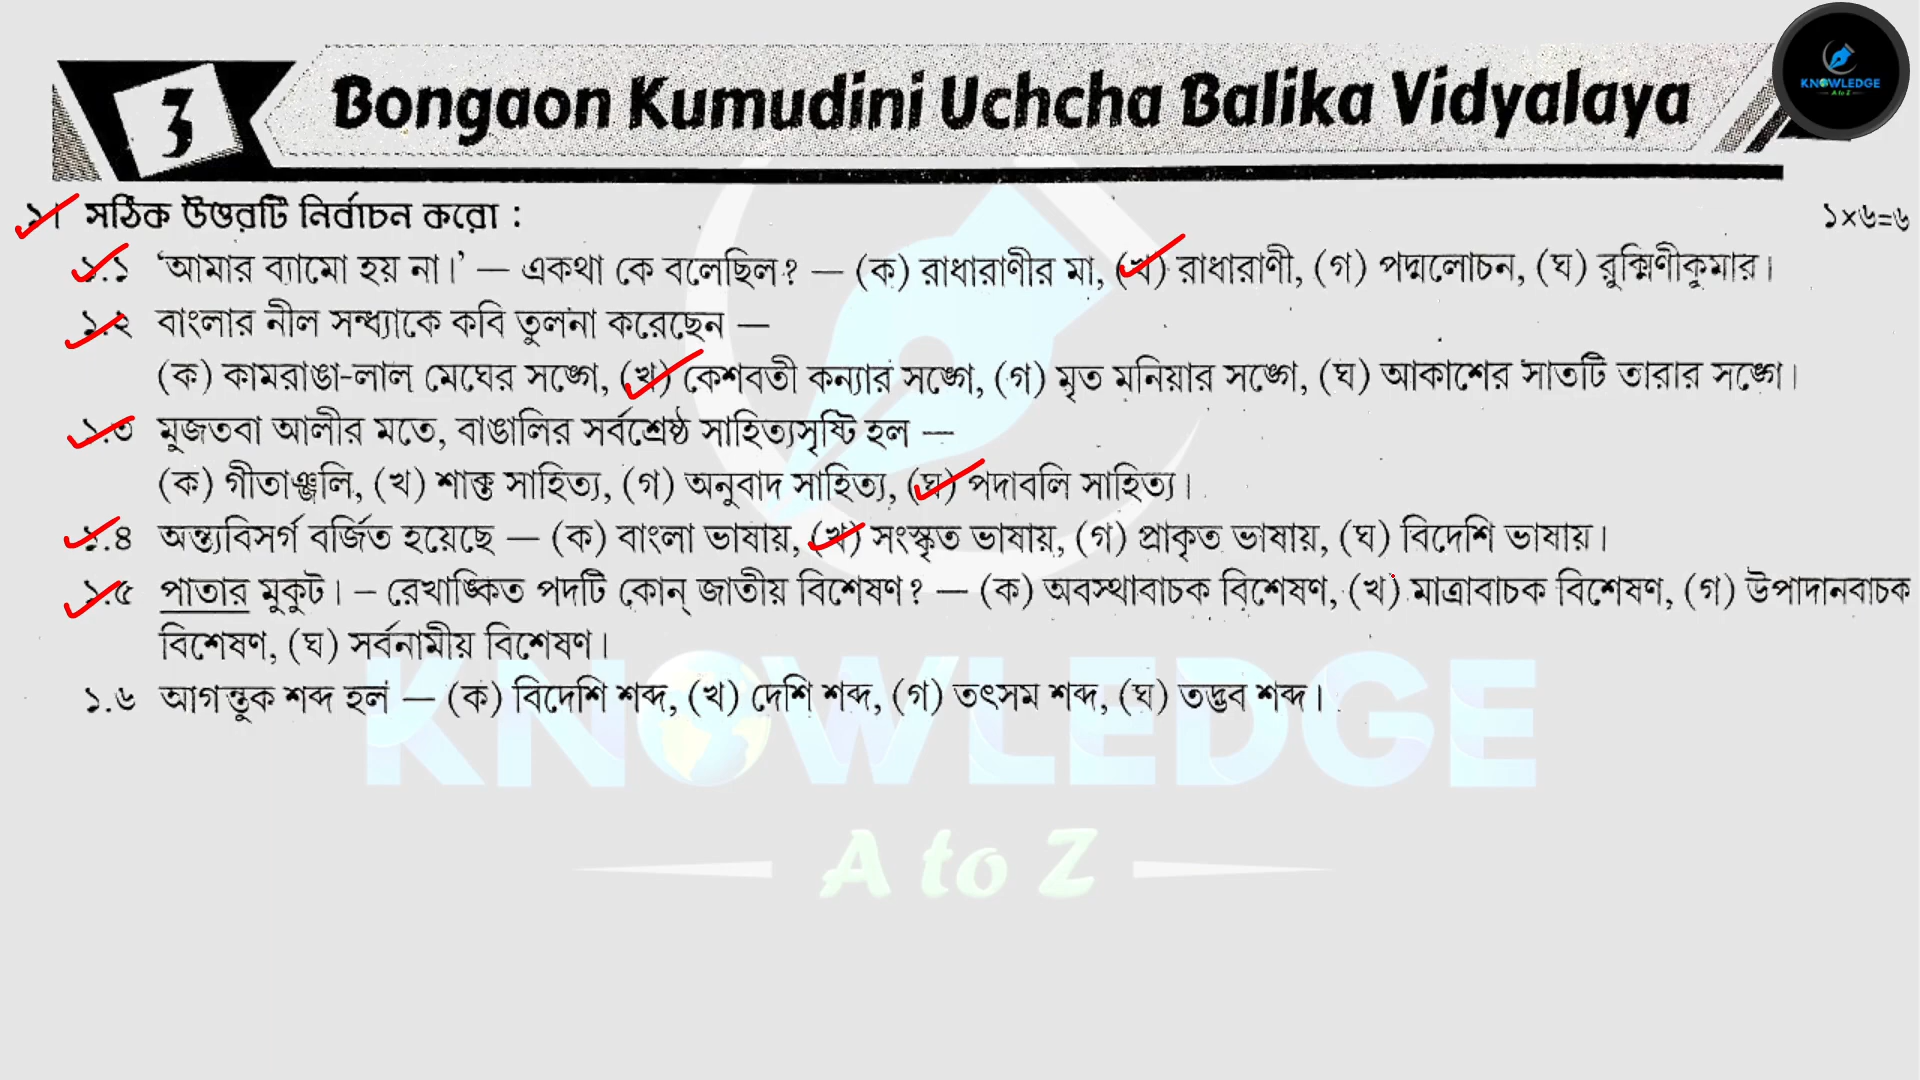 3 Bongaon Kumudini Uchcha Balika Vidyalaya
KNOWLEDGE
A to Z
১। সঠিক উত্তরটি নির্বাচন করো : ১×৬=৬
১.১ ‘আমার ব্যামো হয় না।’ — একথা কে বলেছিল? — (ক) রাধারাণীর মা, (খ) রাধারাণী, (গ) পদ্মলোচন, (ঘ) রুক্মিণীকুমার।
১.২ বাংলার নীল সন্ধ্যাকে কবি তুলনা করেছেন —
(ক) কামরাঙা-লাল মেঘের সঙ্গে, (খ) কেশবতী কন্যার সঙ্গে, (গ) মৃত মনিয়ার সঙ্গে, (ঘ) আকাশের সাতটি তারার সঙ্গে।
১.৩ মুজতবা আলীর মতে, বাঙালির সর্বশ্রেষ্ঠ সাহিত্যসৃষ্টি হল —
(ক) গীতাঞ্জলি, (খ) শাক্ত সাহিত্য, (গ) অনুবাদ সাহিত্য, (ঘ) পদাবলি সাহিত্য।
১.৪ অন্ত্যবিসর্গ বর্জিত হয়েছে — (ক) বাংলা ভাষায়, (খ) সংস্কৃত ভাষায়, (গ) প্রাকৃত ভাষায়, (ঘ) বিদেশি ভাষায়।
১.৫ পাতার মুকুট। – রেখাঙ্কিত পদটি কোন্ জাতীয় বিশেষণ? — (ক) অবস্থাবাচক বিশেষণ, (খ) মাত্রাবাচক বিশেষণ, (গ) উপাদানবাচক
বিশেষণ, (ঘ) সর্বনামীয় বিশেষণ।
১.৬ আগন্তুক শব্দ হল — (ক) বিদেশি শব্দ, (খ) দেশি শব্দ, (গ) তৎসম শব্দ, (ঘ) তদ্ভব শব্দ।
KNOWLEDGE
A to Z